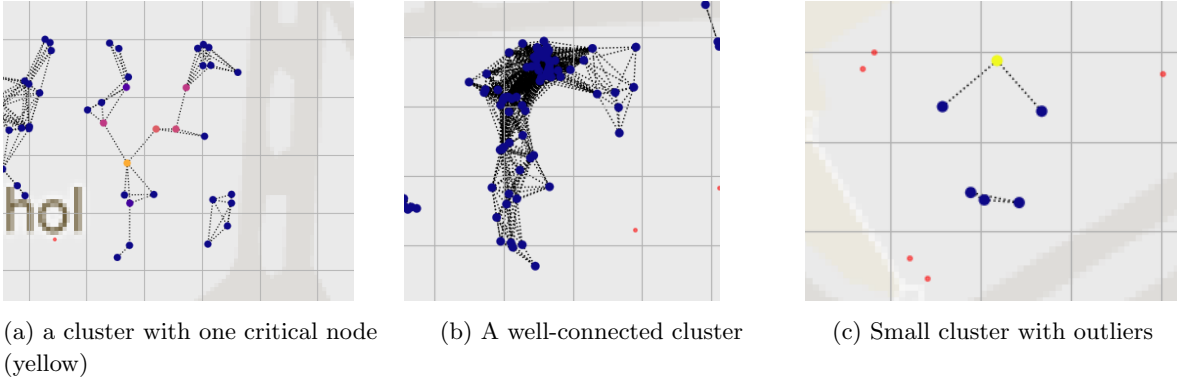 hol
(a) a cluster with one critical node
(yellow)
(b) A well-connected cluster
(c) Small cluster with outliers